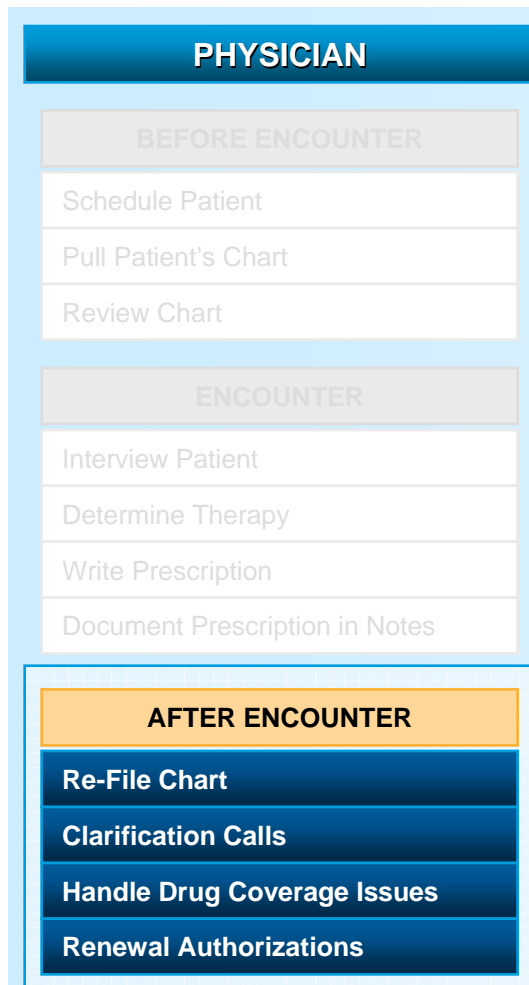 PHYSICIAN
BEFORE ENCOUNTER
Schedule Patient
Pull Patient’s Chart
Review Chart
ENCOUNTER
Interview Patient
Determine Therapy
Write Prescription
Document Prescription in Notes
AFTER ENCOUNTER
Re-File Chart
Clarification Calls
Handle Drug Coverage Issues
Renewal Authorizations